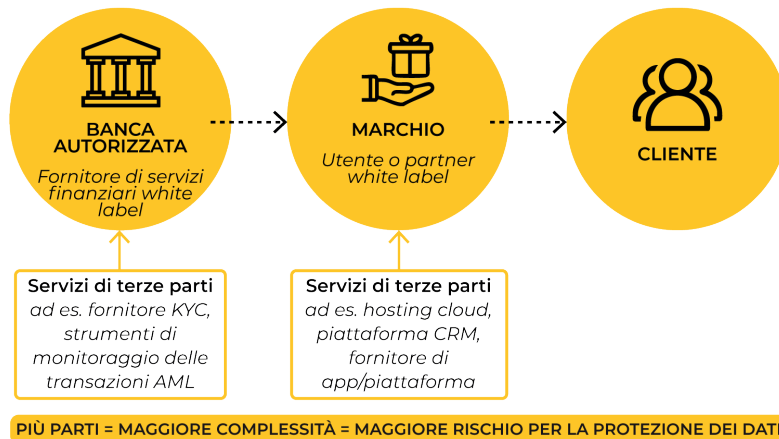 BANCA
AUTORIZZATA
Fornitore di servizi
finanziari white
label
MARCHIO
Utente o partner
white label
CLIENTE
Servizi di terze parti
ad es. fornitore KYC,
strumenti di
monitoraggio delle
transazioni AML
Servizi di terze parti
ad es. hosting cloud,
piattaforma CRM,
fornitore di
app/piattaforma
PIÙ PARTI = MAGGIORE COMPLESSITÀ = MAGGIORE RISCHIO PER LA PROTEZIONE DEI DATI